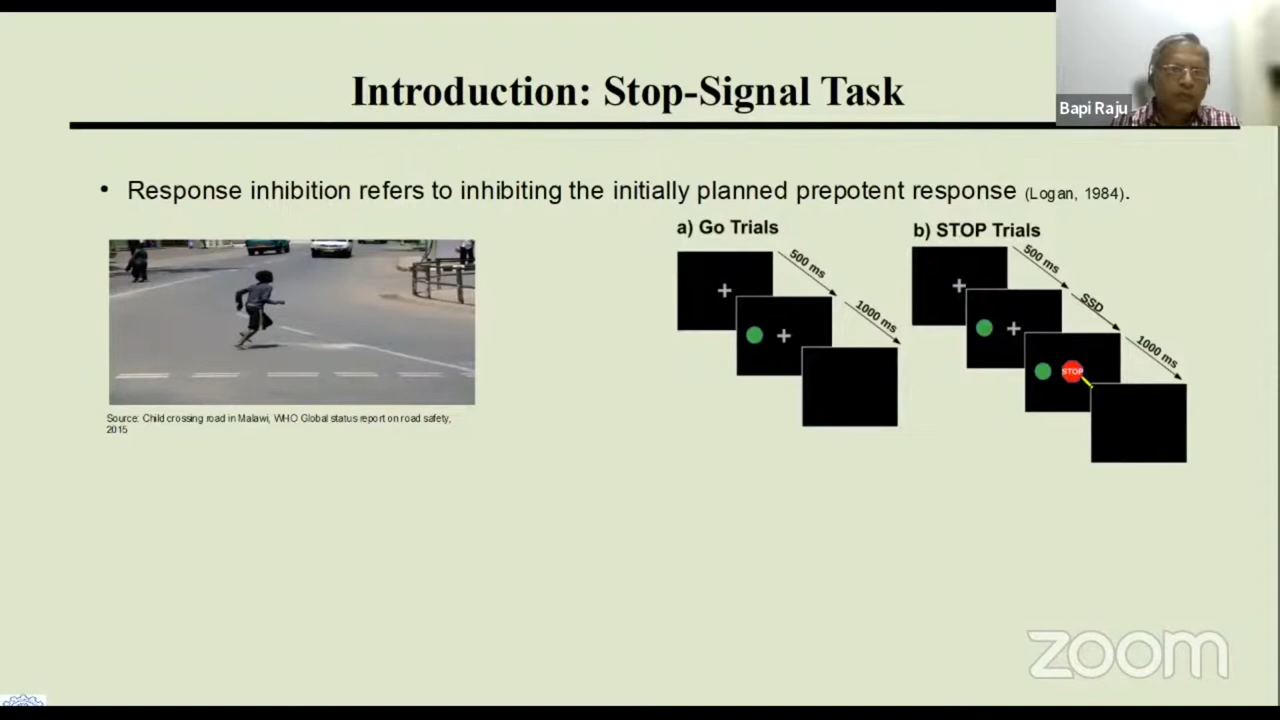 Introduction: Stop-Signal Task
Bapi Raju
• Response inhibition refers to inhibiting the initially planned prepotent response (Logan, 1984).
Source: Child crossing road in Malawi, WHO Global status report on road safety,
2015
a) Go Trials
500 ms
1000 ms
b) STOP Trials
500 ms
SSD
1000 ms
STOP
zoom